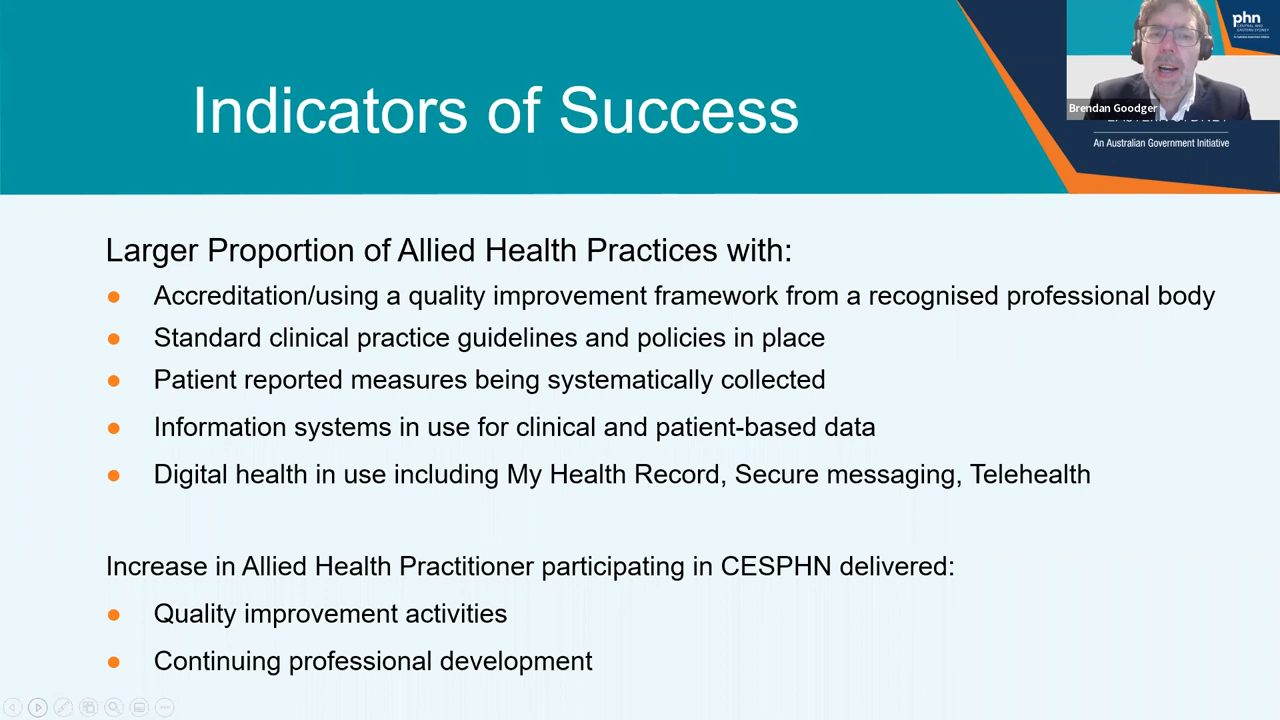 Indicators of Success
phn
CENTRAL AND
EASTERN SYDNEY
Brendan Goodger
An Australian Government Initiative
Larger Proportion of Allied Health Practices with:
● Accreditation/using a quality improvement framework from a recognised professional body
● Standard clinical practice guidelines and policies in place
● Patient reported measures being systematically collected
● Information systems in use for clinical and patient-based data
● Digital health in use including My Health Record, Secure messaging, Telehealth
Increase in Allied Health Practitioner participating in CESPHN delivered:
● Quality improvement activities
● Continuing professional development